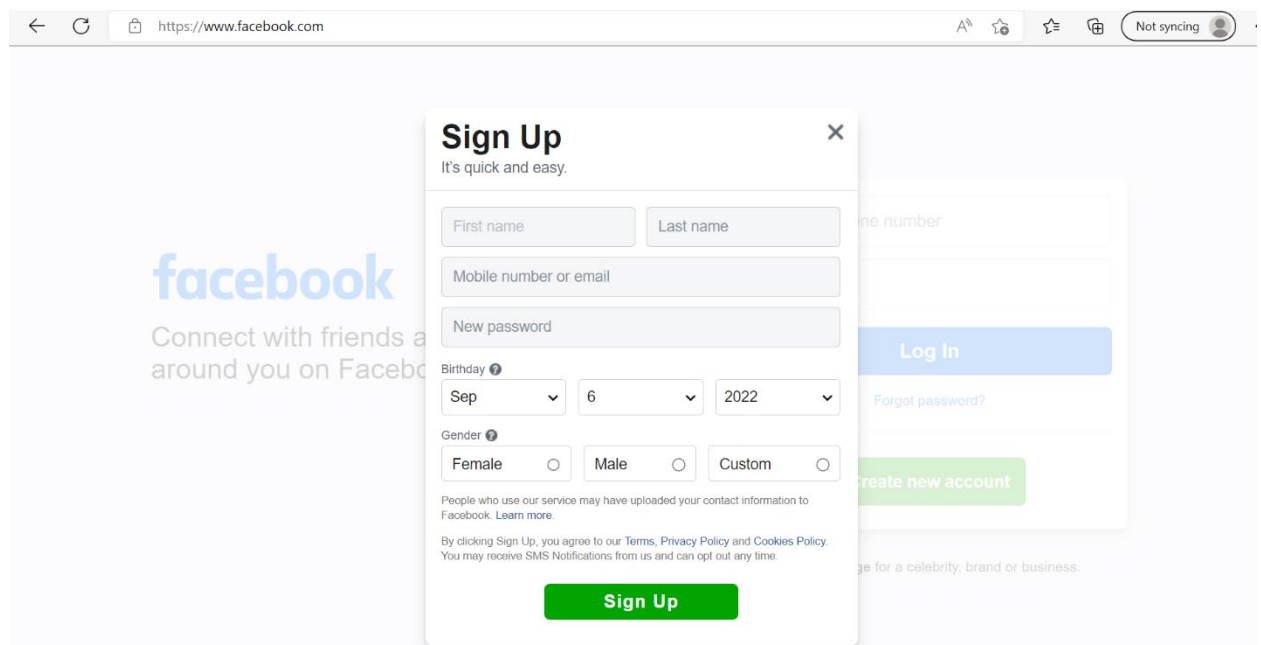 https://www.facebook.com
Not syncing
Sign Up
It's quick and easy.
First name
Last name
Mobile number or email
New password
Birthday
Sep
6
2022
Gender
Female
Male
Custom
People who use our service may have uploaded your contact information to
Facebook. Learn more.
By clicking Sign Up, you agree to our Terms, Privacy Policy and Cookies Policy.
You may receive SMS Notifications from us and can opt out any time.
Sign Up
facebook
Connect with friends
around you on
number
Log In
Forgot password?
new account
for a celebrity, brand or business.